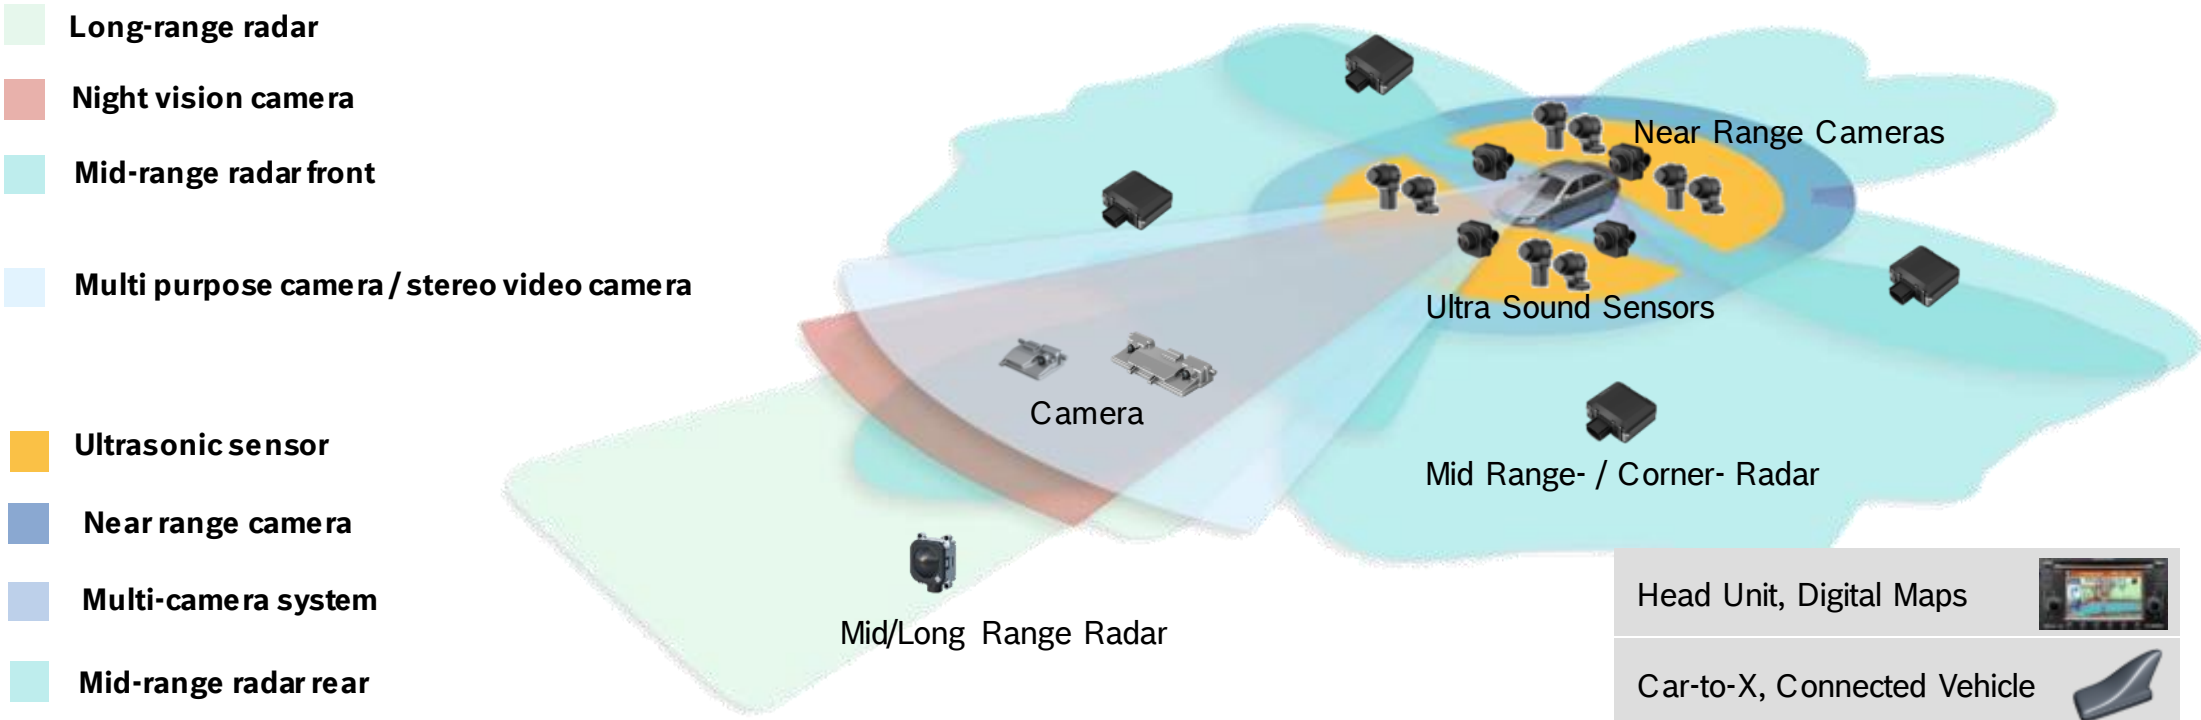 Long-range radar
Night vision camera
Mid-range radar front
Multi purpose camera / stereo video camera
Ultrasonic sensor
Near range camera
Multi-camera system
Mid-range radar rear
Near Range Cameras
Ultra Sound Sensors
Camera
Mid Range- / Corner- Radar
Mid/Long Range Radar
Head Unit, Digital Maps
Car-to-X, Connected Vehicle